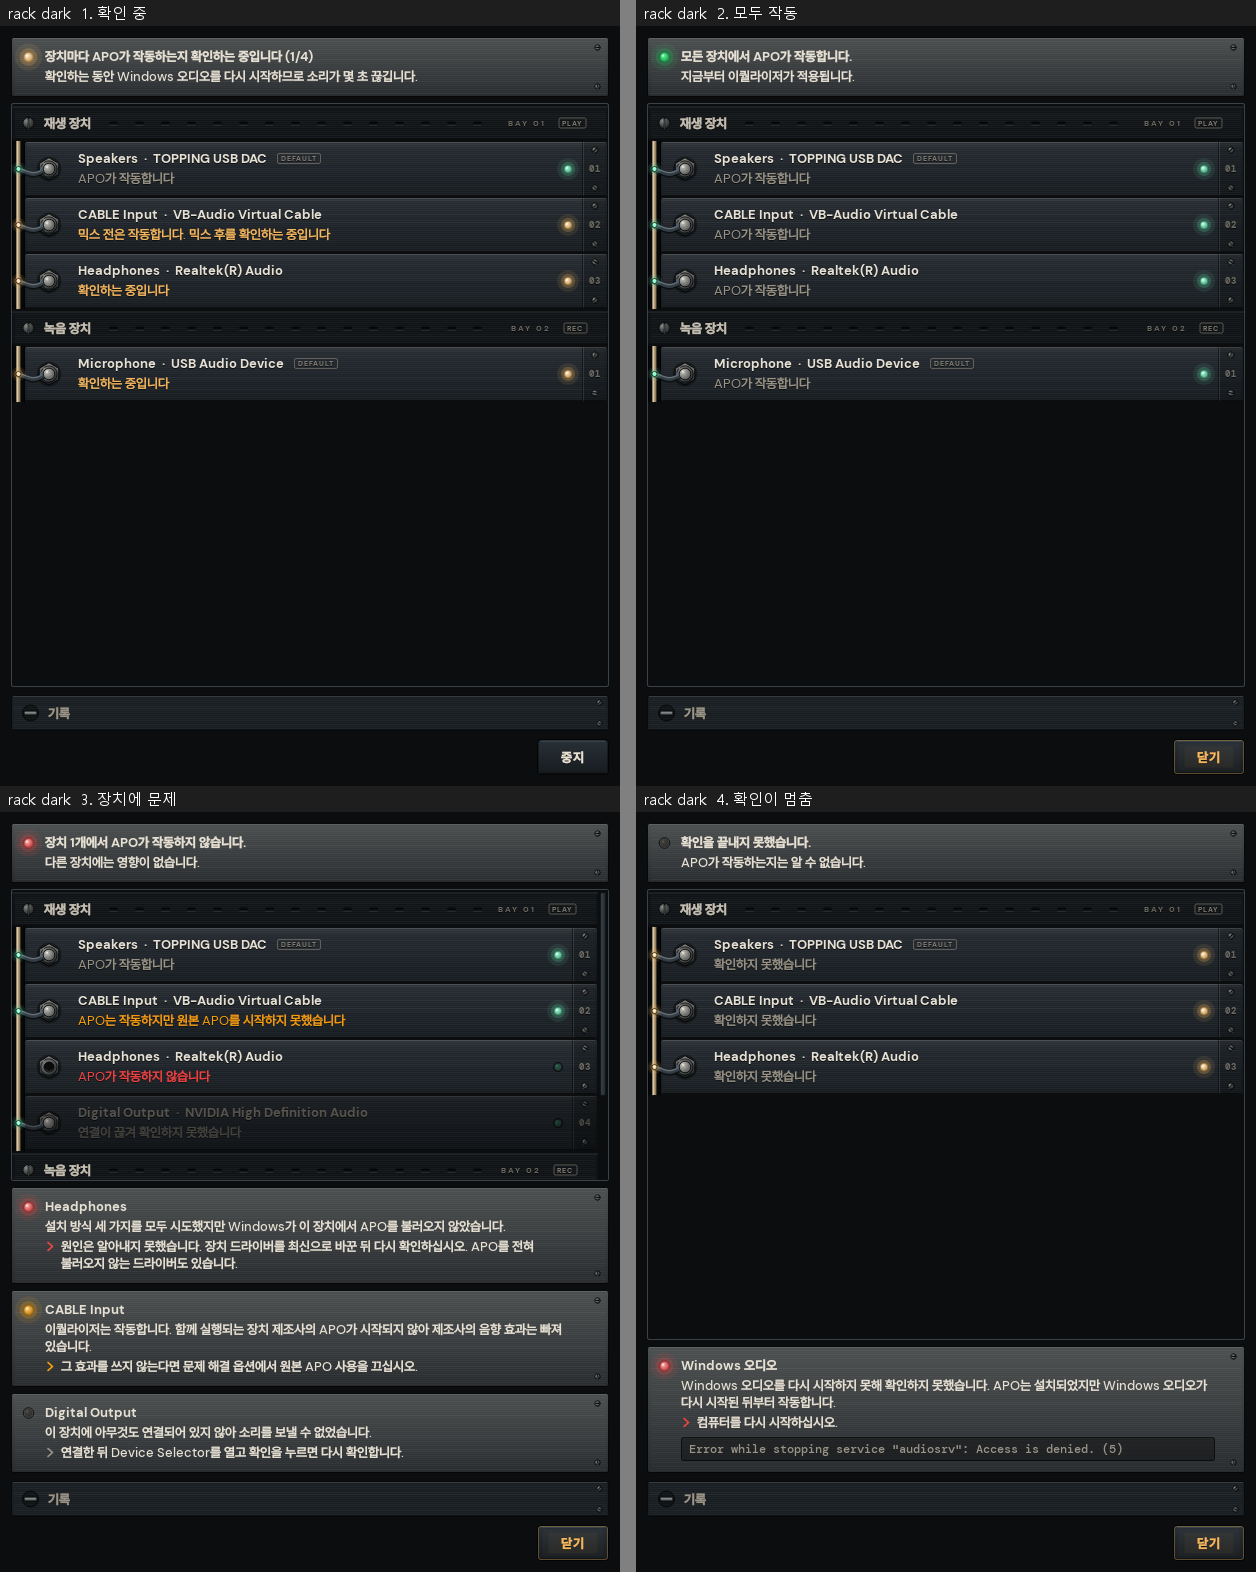 rack dark 1. 확인 중
장치마다 APO가 작동하는지 확인하는 중입니다 (1/4)
확인하는 동안 Windows 오디오를 다시 시작하므로 소리가 몇 초 끊깁니다.
재생 장치 BAY 01 PLAY
Speakers · TOPPING USB DAC DEFAULT
APO가 작동합니다
01
CABLE Input · VB-Audio Virtual Cable
믹스 전은 작동합니다. 믹스 후를 확인하는 중입니다
02
Headphones · Realtek(R) Audio
확인하는 중입니다
03
녹음 장치 BAY 02 REC
Microphone · USB Audio Device DEFAULT
확인하는 중입니다
01
기록
중지
rack dark 2. 모두 작동
모든 장치에서 APO가 작동합니다.
지금부터 이퀄라이저가 적용됩니다.
재생 장치 BAY 01 PLAY
Speakers · TOPPING USB DAC DEFAULT
APO가 작동합니다
01
CABLE Input · VB-Audio Virtual Cable
APO가 작동합니다
02
Headphones · Realtek(R) Audio
APO가 작동합니다
03
녹음 장치 BAY 02 REC
Microphone · USB Audio Device DEFAULT
APO가 작동합니다
01
기록
닫기
rack dark 3. 장치에 문제
장치 1개에서 APO가 작동하지 않습니다.
다른 장치에는 영향이 없습니다.
재생 장치 BAY 01 PLAY
Speakers · TOPPING USB DAC DEFAULT
APO가 작동합니다
01
CABLE Input · VB-Audio Virtual Cable
APO는 작동하지만 원본 APO를 시작하지 못했습니다
02
Headphones · Realtek(R) Audio
APO가 작동하지 않습니다
03
Digital Output · NVIDIA High Definition Audio
연결이 끊겨 확인하지 못했습니다
04
녹음 장치 BAY 02 REC
Headphones
설치 방식 세 가지를 모두 시도했지만 Windows가 이 장치에서 APO를 불러오지 않았습니다.
원인은 알아내지 못했습니다. 장치 드라이버를 최신으로 바꾼 뒤 다시 확인하십시오. APO를 전혀
불러오지 않는 드라이버도 있습니다.
CABLE Input
이퀄라이저는 작동합니다. 함께 실행되는 장치 제조사의 APO가 시작되지 않아 제조사의 음향 효과는 빠져
있습니다.
그 효과를 쓰지 않는다면 문제 해결 옵션에서 원본 APO 사용을 끄십시오.
Digital Output
이 장치에 아무것도 연결되어 있지 않아 소리를 보낼 수 없었습니다.
연결한 뒤 Device Selector를 열고 확인을 누르면 다시 확인합니다.
기록
닫기
rack dark 4. 확인이 멈춤
확인을 끝내지 못했습니다.
APO가 작동하는지는 알 수 없습니다.
재생 장치 BAY 01 PLAY
Speakers · TOPPING USB DAC DEFAULT
확인하지 못했습니다
01
CABLE Input · VB-Audio Virtual Cable
확인하지 못했습니다
02
Headphones · Realtek(R) Audio
확인하지 못했습니다
03
Windows 오디오
Windows 오디오를 다시 시작하지 못해 확인하지 못했습니다. APO는 설치되었지만 Windows 오디오가
다시 시작된 뒤부터 작동합니다.
컴퓨터를 다시 시작하십시오.
Error while stopping service "audiosrv": Access is denied. (5)
기록
닫기